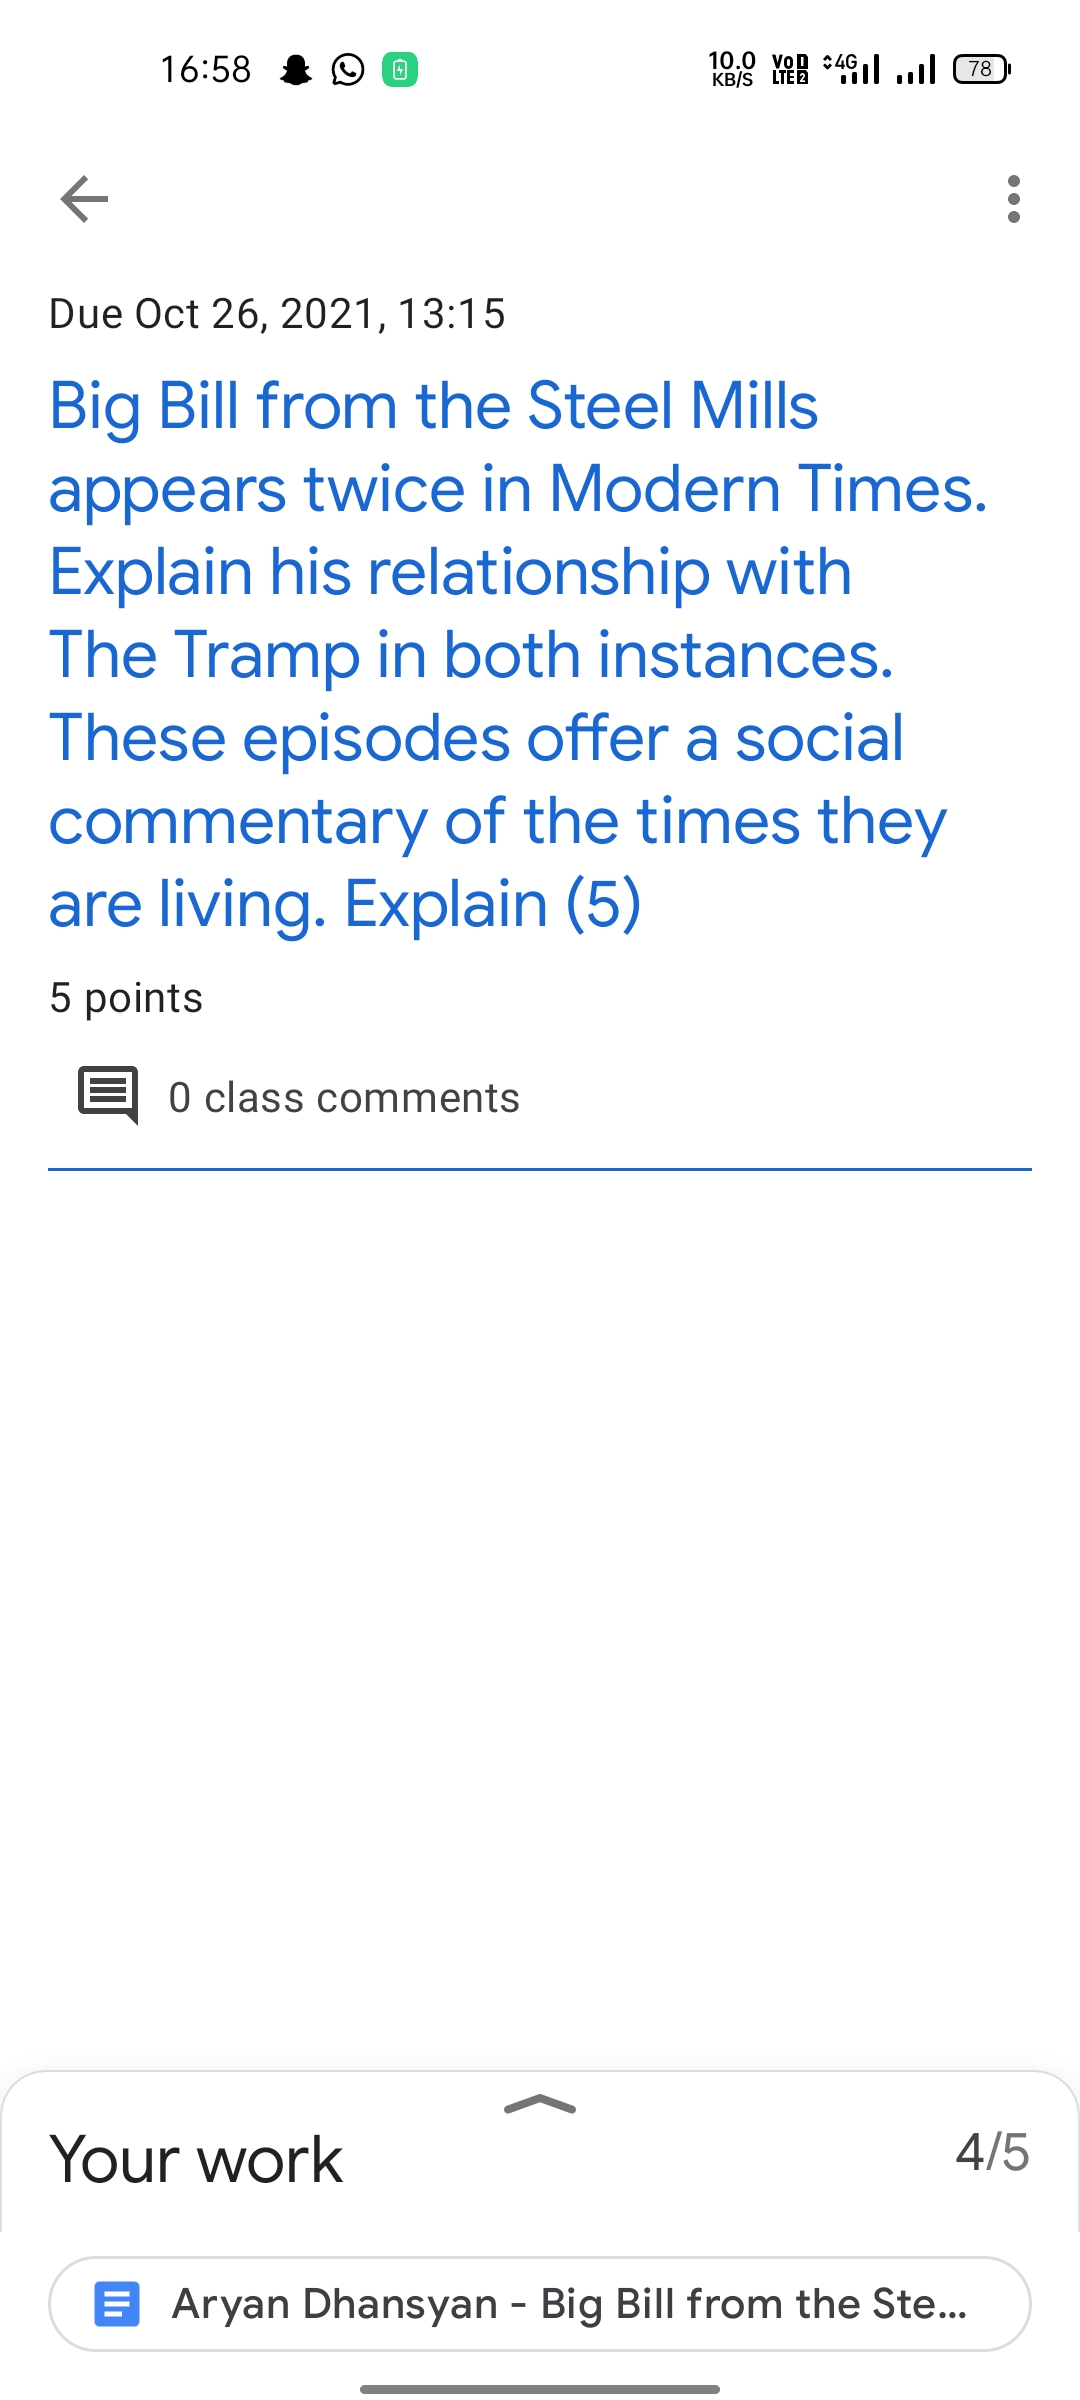 16:58
10.0 KB/S VoD LTE 2 4G 78
Due Oct 26, 2021, 13:15
Big Bill from the Steel Mills
appears twice in Modern Times.
Explain his relationship with
The Tramp in both instances.
These episodes offer a social
commentary of the times they
are living. Explain (5)
5 points
0 class comments
Your work
4/5
Aryan Dhansyan - Big Bill from the Ste...